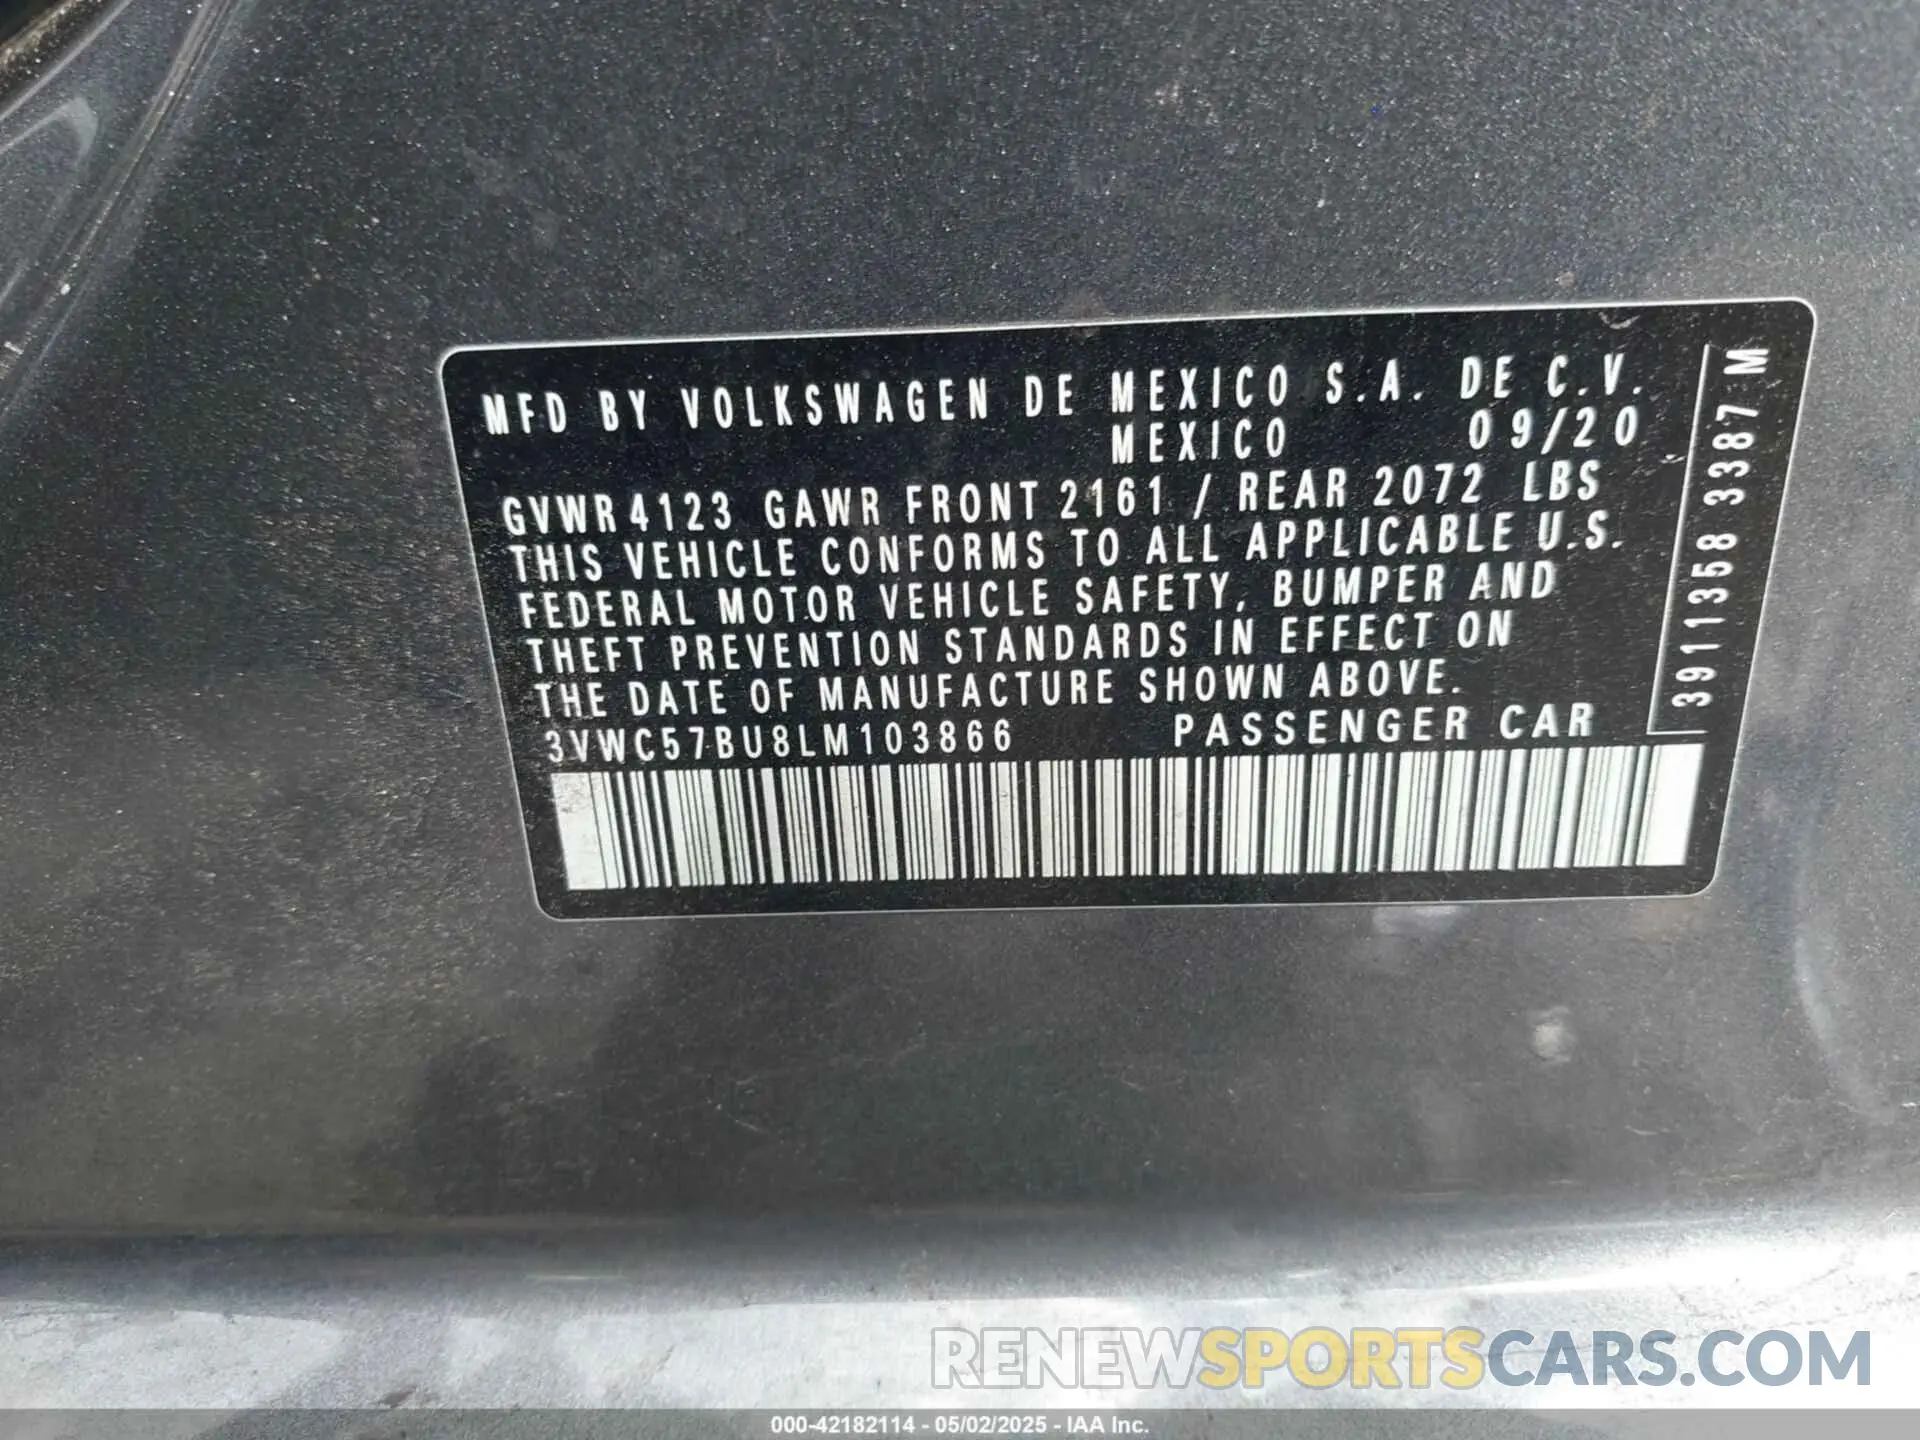 MFD BY VOLKSWAGEN DE MEXICO S.A. DE C.V.
MEXICO 09/20
GVWR 4123 GAWR FRONT 2161 / REAR 2072 LBS
THIS VEHICLE CONFORMS TO ALL APPLICABLE U.S.
FEDERAL MOTOR VEHICLE SAFETY, BUMPER AND
THEFT PREVENTION STANDARDS IN EFFECT ON
THE DATE OF MANUFACTURE SHOWN ABOVE.
3VWC57BU8LM103866 PASSENGER CAR
3911358 3387 M
RENEWSPORTSCARS.COM
000-42182114 - 05/02/2025 - IAA Inc.